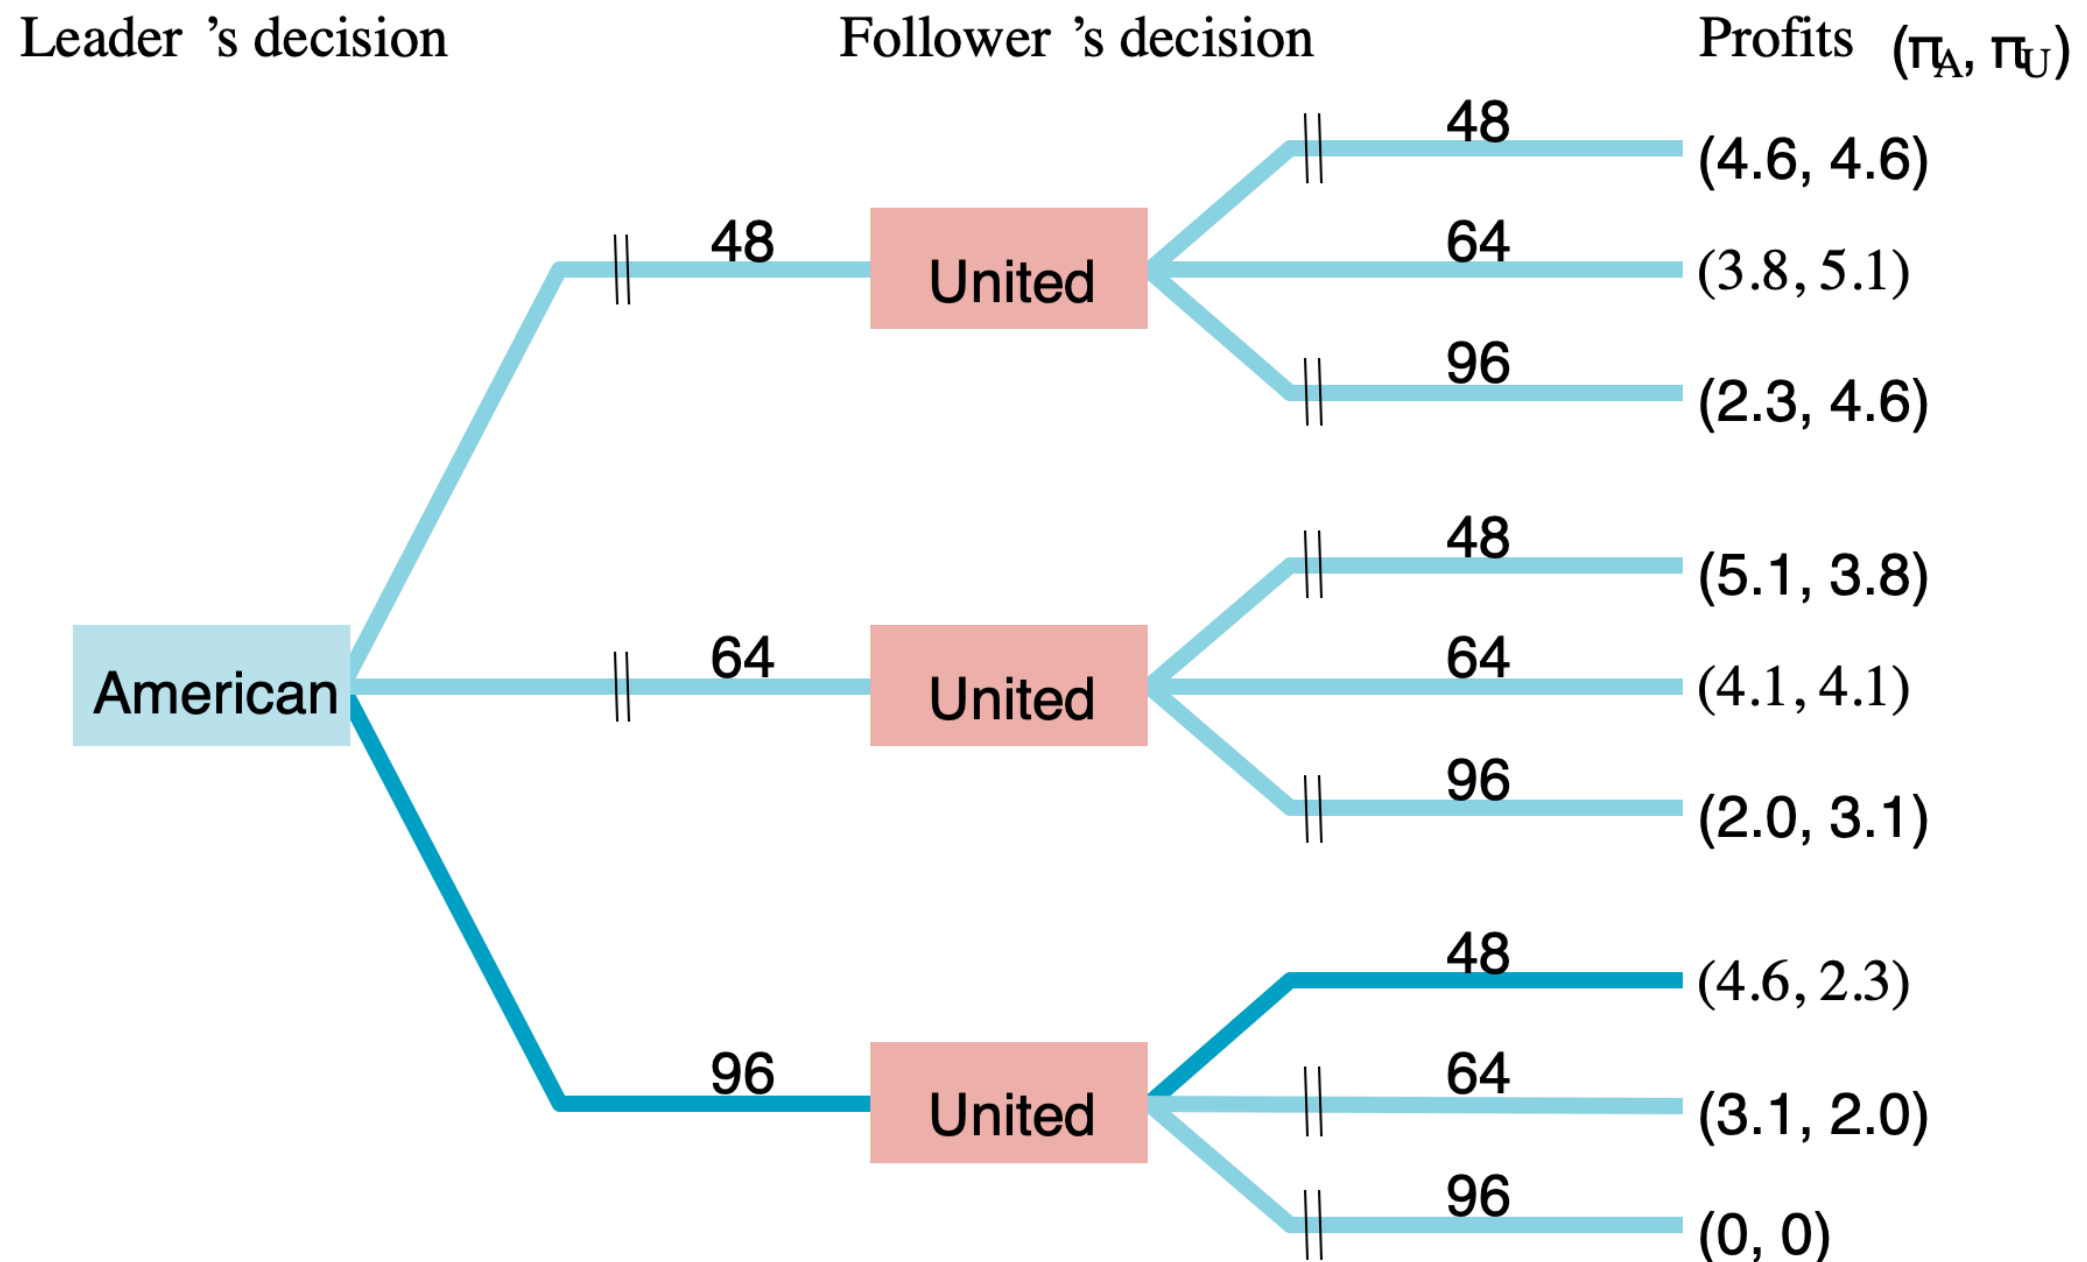 Leader ’s decision Follower ’s decision Profits (πA, πU)
48 (4.6, 4.6)
48 United 64 (3.8, 5.1)
96 (2.3, 4.6)
48 (5.1, 3.8)
American 64 United 64 (4.1, 4.1)
96 (2.0, 3.1)
48 (4.6, 2.3)
96 United 64 (3.1, 2.0)
96 (0, 0)